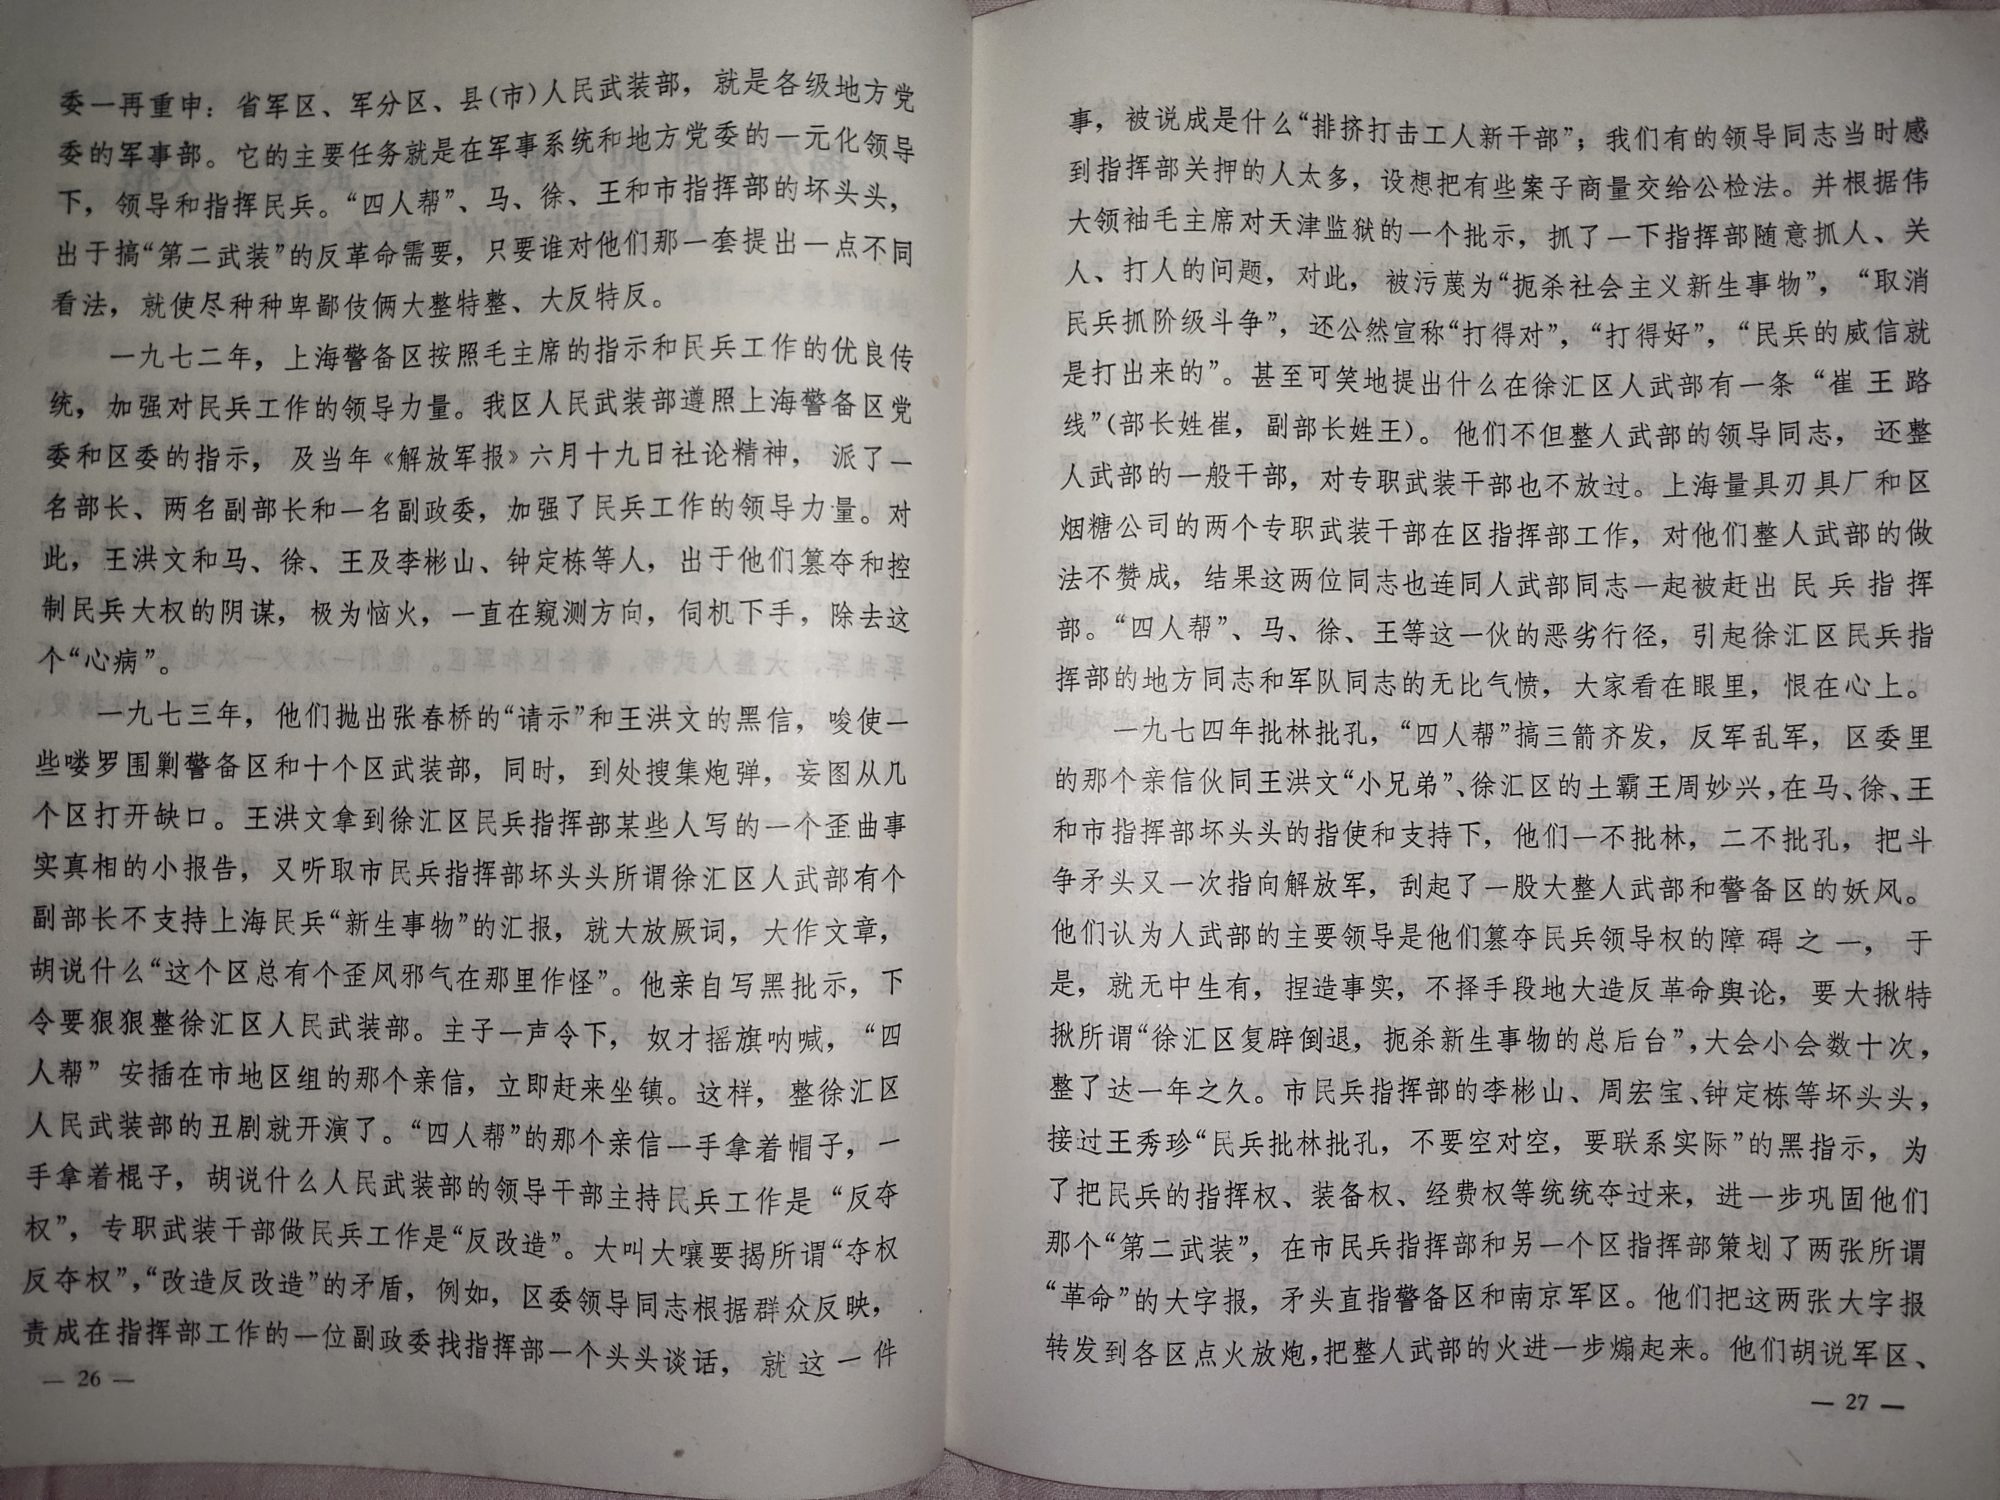 委一再重申：省军区、军分区、县(市)人民武装部，就是各级地方党
委的军事部。它的主要任务就是在军事系统和地方党委的一元化领导
下，领导和指挥民兵。“四人帮”、马、徐、王和市指挥部的坏头头，
出于搞“第二武装”的反革命需要，只要谁对他们那一套提出一点不同
看法，就使尽种种卑鄙伎俩大整特整、大反特反。
一九七二年，上海警备区按照毛主席的指示和民兵工作的优良传
统，加强对民兵工作的领导力量。我区人民武装部遵照上海警备区党
委和区委的指示，及当年《解放军报》六月十九日社论精神，派了一
名部长、两名副部长和一名副政委，加强了民兵工作的领导力量。对
此，王洪文和马、徐、王及李彬山、钟定栋等人，出于他们篡夺和控
制民兵大权的阴谋，极为恼火，一直在窥测方向，伺机下手，除去这
个“心病”。
一九七三年，他们抛出张春桥的“请示”和王洪文的黑信，唆使一
些喽罗围剿警备区和十个区武装部，同时，到处搜集炮弹，妄图从几
个区打开缺口。王洪文拿到徐汇区民兵指挥部某些人写的一个歪曲事
实真相的小报告，又听取市民兵指挥部坏头头所谓徐汇区人武部有个
副部长不支持上海民兵“新生事物”的汇报，就大放厥词，大作文章，
胡说什么“这个区总有个歪风邪气在那里作怪”。他亲自写黑批示，下
令要狠狠整徐汇区人民武装部。主子一声令下，奴才摇旗呐喊，“四
人帮”安插在市地区组的那个亲信，立即赶来坐镇。这样，整徐汇区
人民武装部的丑剧就开演了。“四人帮”的那个亲信一手拿着帽子，一
手拿着棍子，胡说什么人民武装部的领导干部主持民兵工作是“反夺
权”，专职武装干部做民兵工作是“反改造”。大叫大嚷要揭所谓“夺权
反夺权”，“改造反改造”的矛盾，例如，区委领导同志根据群众反映，
责成在指挥部工作的一位副政委找指挥部一个头头谈话，就这一件
— 26 —
事，被说成是什么“排挤打击工人新干部”；我们有的领导同志当时感
到指挥部关押的人太多，设想把有些案子商量交给公检法。并根据伟
大领袖毛主席对天津监狱的一个批示，抓了一下指挥部随意抓人、关
人、打人的问题，对此，被污蔑为“扼杀社会主义新生事物”，“取消
民兵抓阶级斗争”，还公然宣称“打得对”，“打得好”，“民兵的威信就
是打出来的”。甚至可笑地提出什么在徐汇区人武部有一条“崔王路
线”(部长姓崔，副部长姓王)。他们不但整人武部的领导同志，还整
人武部的一般干部，对专职武装干部也不放过。上海量具刃具厂和区
烟糖公司的两个专职武装干部在区指挥部工作，对他们整人武部的做
法不赞成，结果这两位同志也连同人武部同志一起被赶出民兵指挥
部。“四人帮”、马、徐、王等这一伙的恶劣行径，引起徐汇区民兵指
挥部的地方同志和军队同志的无比气愤，大家看在眼里，恨在心上。
一九七四年批林批孔，“四人帮”搞三箭齐发，反军乱军，区委里
的那个亲信伙同王洪文“小兄弟”、徐汇区的土霸王周妙兴，在马、徐、王
和市指挥部坏头头的指使和支持下，他们一不批林，二不批孔，把斗
争矛头又一次指向解放军，刮起了一股大整人武部和警备区的妖风。
他们认为人武部的主要领导是他们篡夺民兵领导权的障碍之一，于
是，就无中生有，捏造事实，不择手段地大造反革命舆论，要大揪特
揪所谓“徐汇区复辟倒退，扼杀新生事物的总后台”，大会小会数十次，
整了达一年之久。市民兵指挥部的李彬山、周宏宝、钟定栋等坏头头，
接过王秀珍“民兵批林批孔，不要空对空，要联系实际”的黑指示，为
了把民兵的指挥权、装备权、经费权等统统夺过来，进一步巩固他们
那个“第二武装”，在市民兵指挥部和另一个区指挥部策划了两张所谓
“革命”的大字报，矛头直指警备区和南京军区。他们把这两张大字报
转发到各区点火放炮，把整人武部的火进一步煽起来。他们胡说军区、
— 27 —